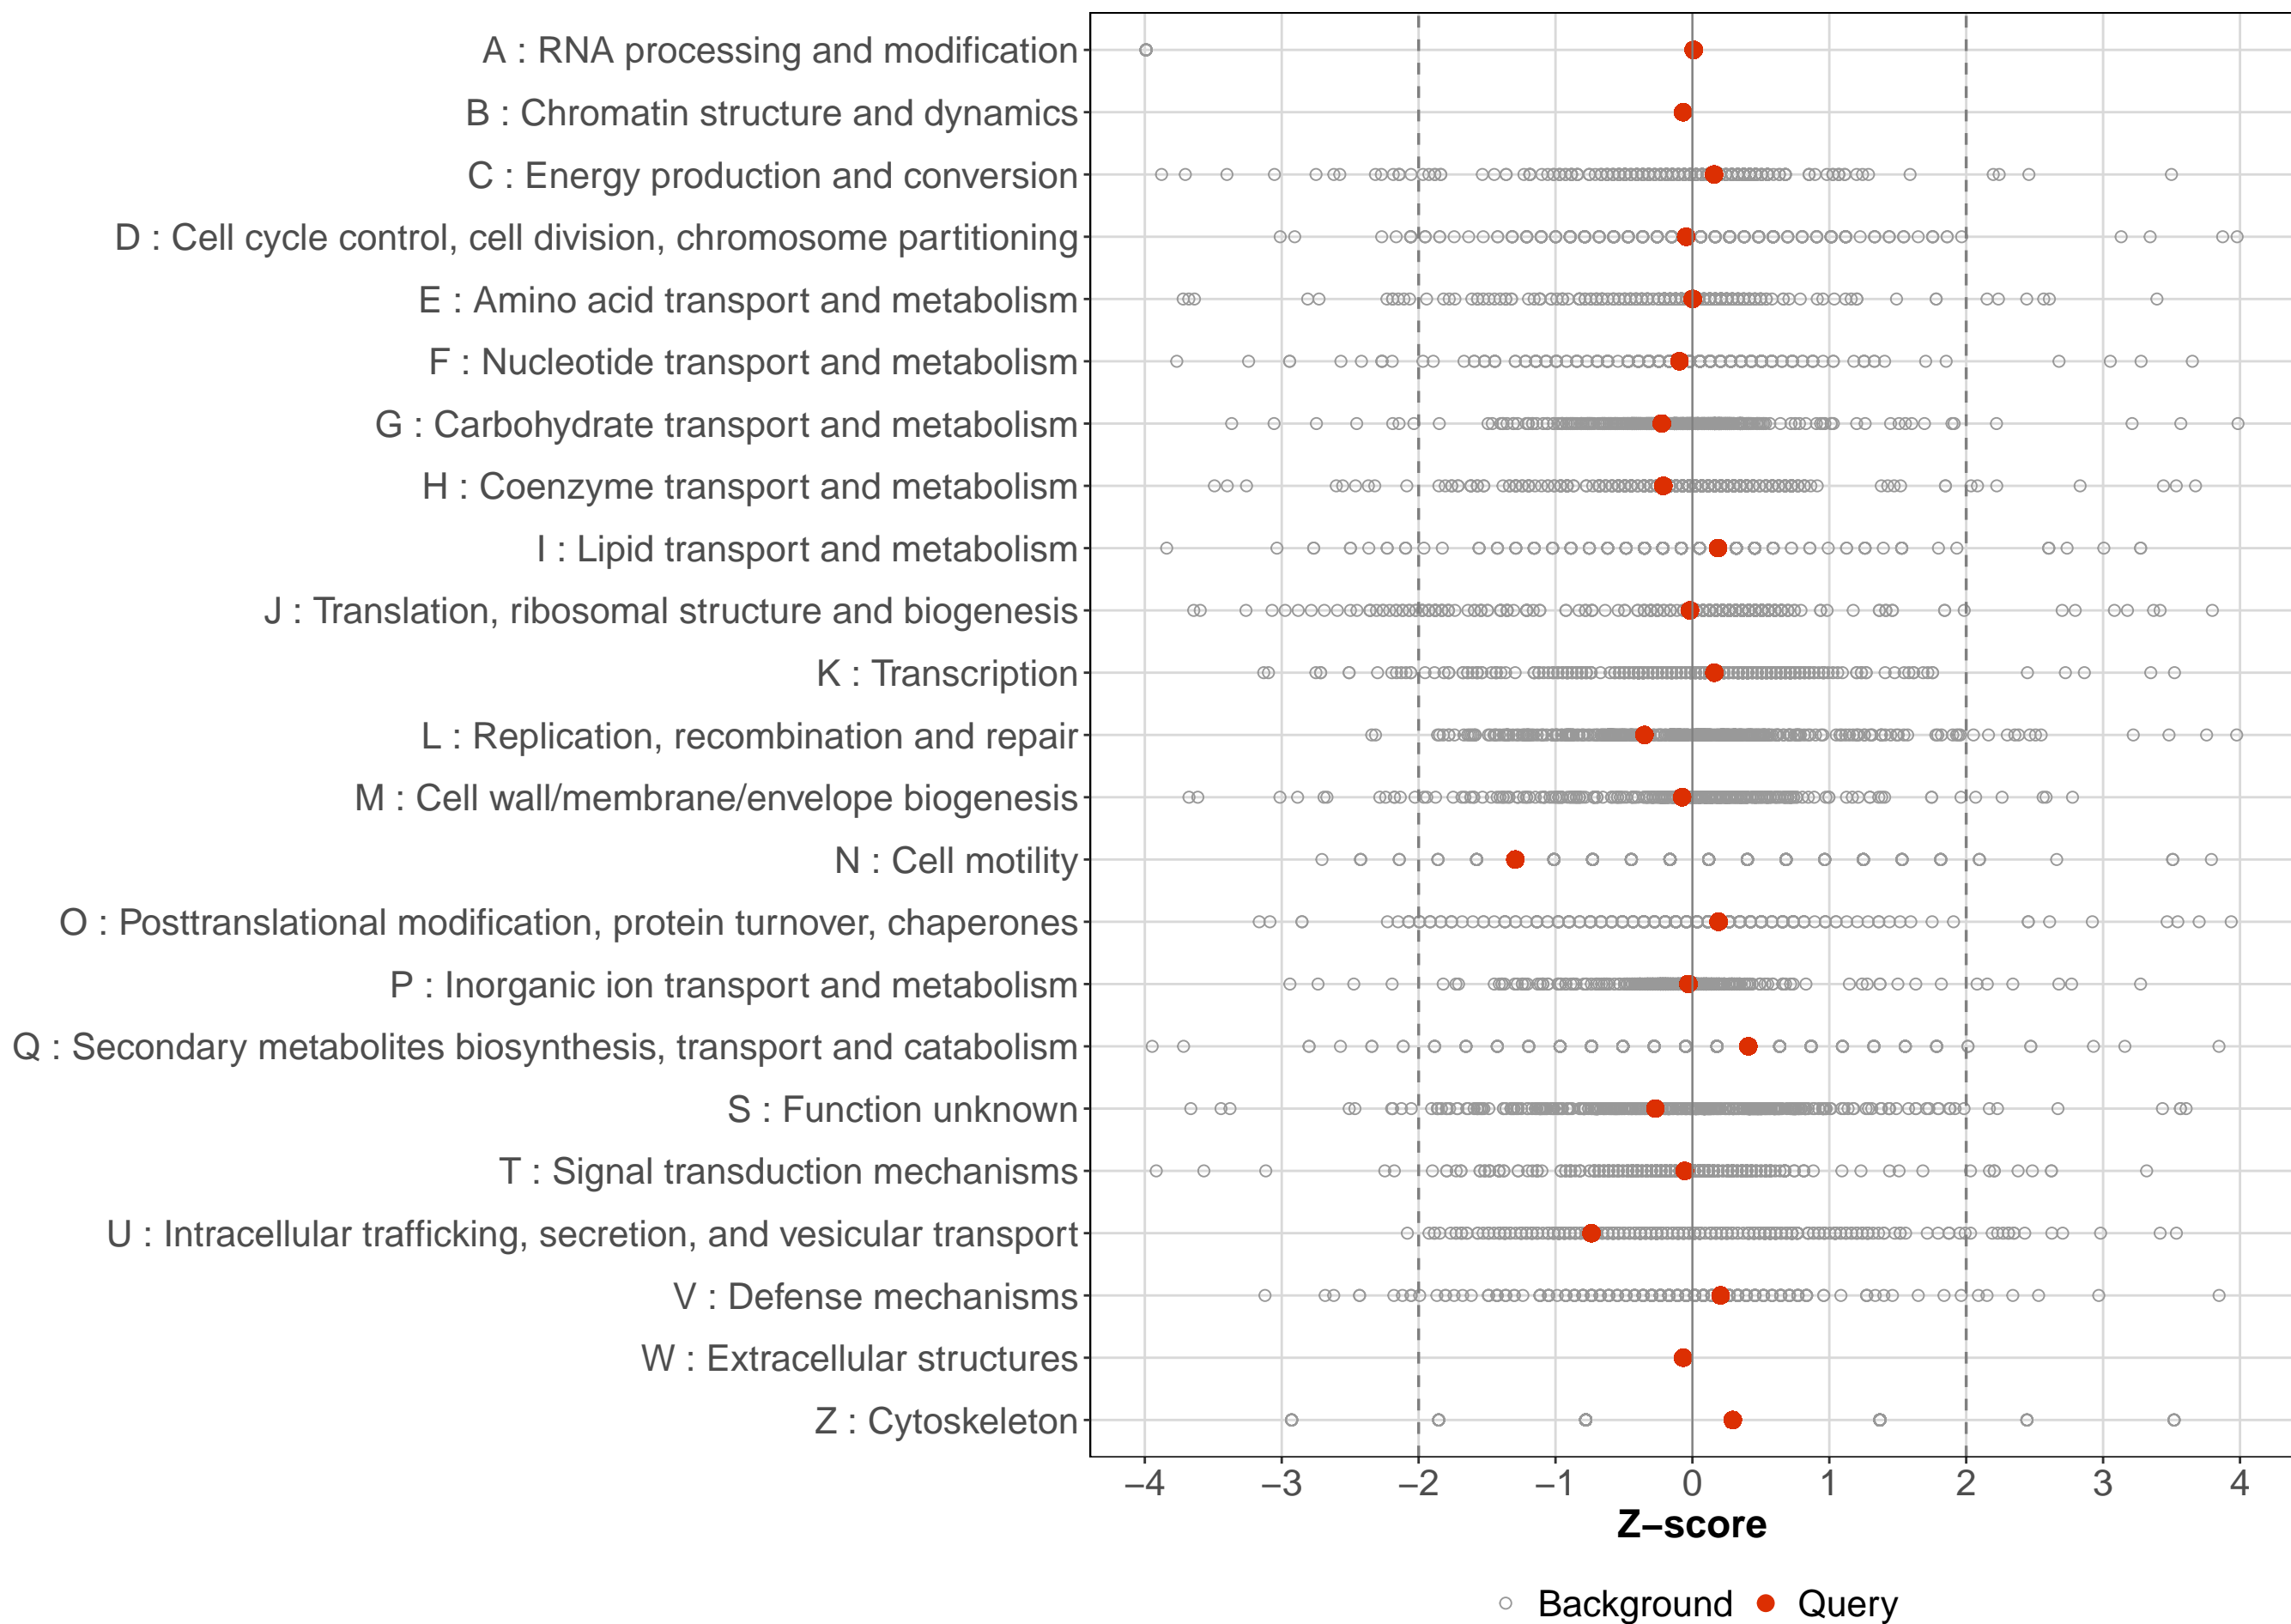 A : RNA processing and modification
B : Chromatin structure and dynamics
C : Energy production and conversion
D : Cell cycle control, cell division, chromosome partitioning
E : Amino acid transport and metabolism
F : Nucleotide transport and metabolism
G : Carbohydrate transport and metabolism
H : Coenzyme transport and metabolism
I : Lipid transport and metabolism
J : Translation, ribosomal structure and biogenesis
K : Transcription
L : Replication, recombination and repair
M : Cell wall/membrane/envelope biogenesis
N : Cell motility
O : Posttranslational modification, protein turnover, chaperones
P : Inorganic ion transport and metabolism
Q : Secondary metabolites biosynthesis, transport and catabolism
S : Function unknown
T : Signal transduction mechanisms
U : Intracellular trafficking, secretion, and vesicular transport
V : Defense mechanisms
W : Extracellular structures
Z : Cytoskeleton
−4 −3 −2 −1 0 1 2 3 4
Z−score
Background Query